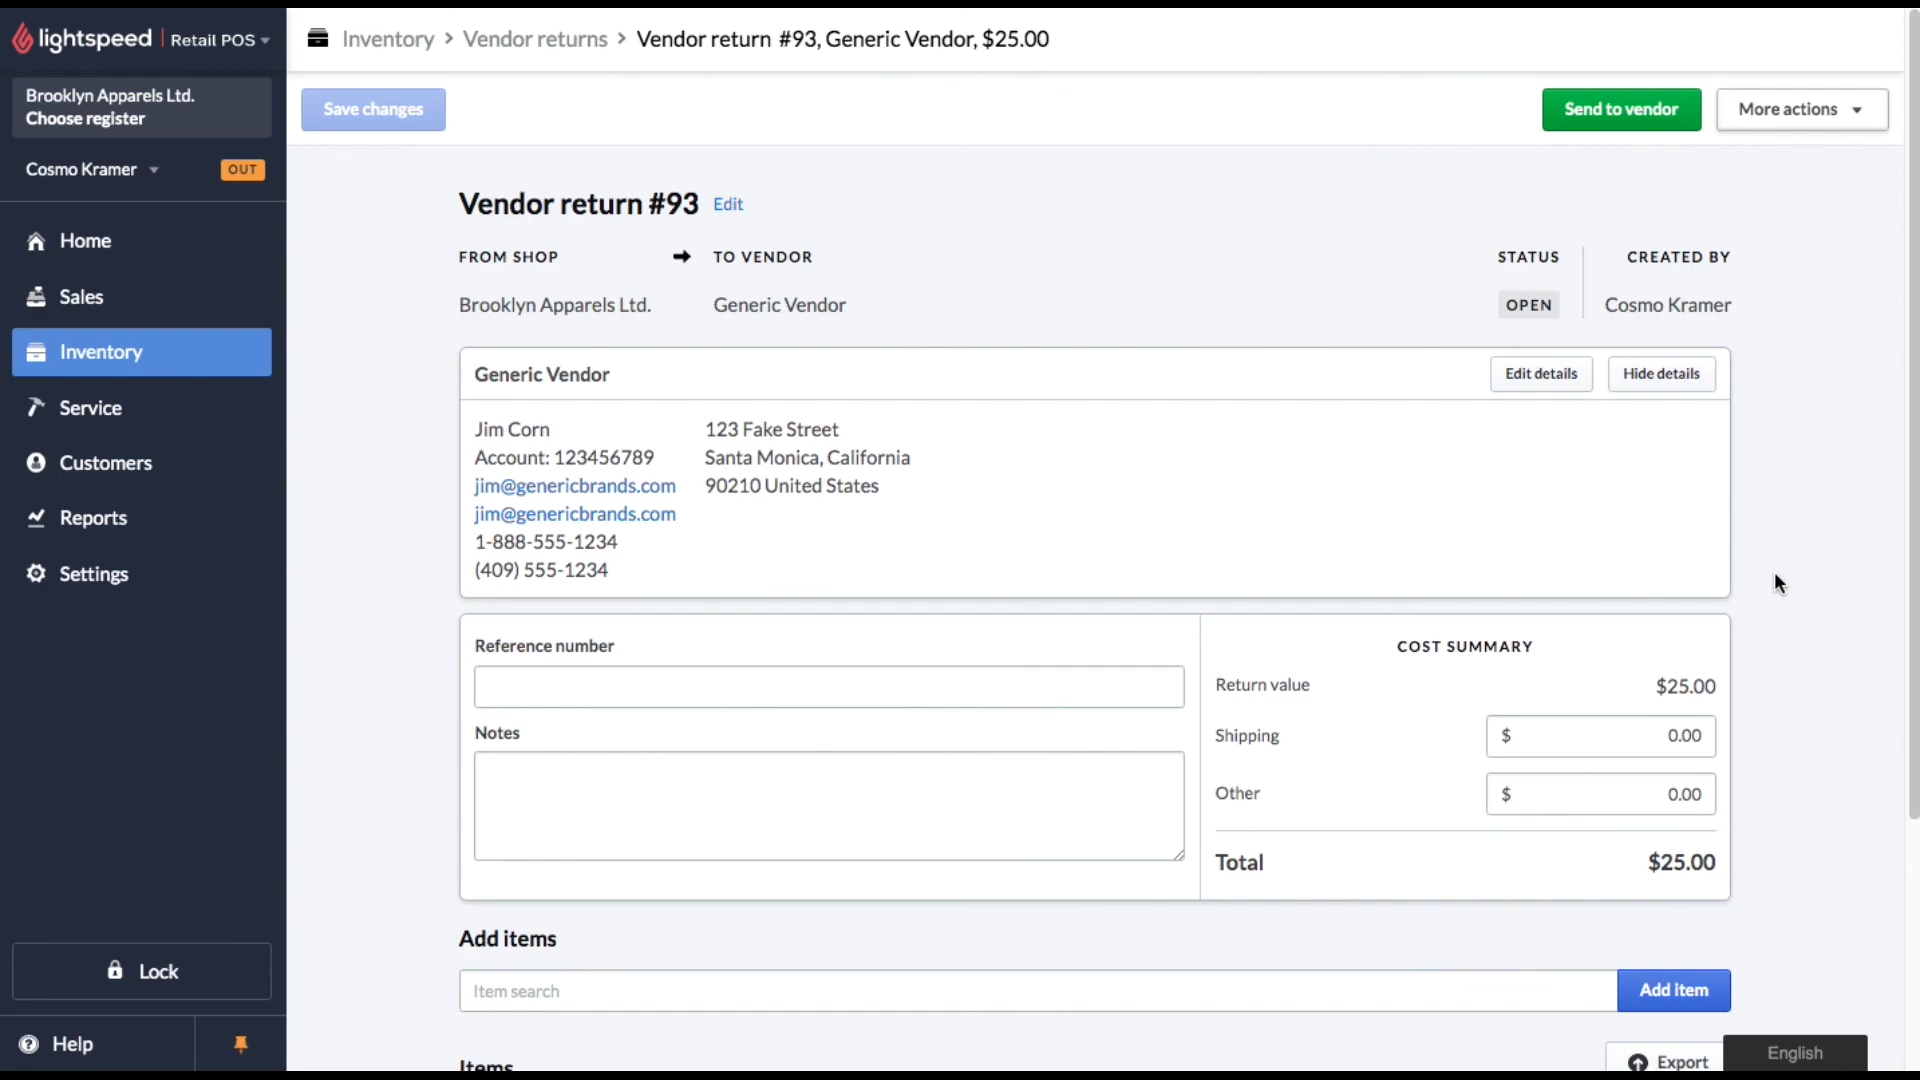 lightspeed | Retail POS
Inventory > Vendor returns > Vendor return #93, Generic Vendor, $25.00
Brooklyn Apparels Ltd.
Choose register
Cosmo Kramer OUT
Home
Sales
Inventory
Service
Customers
Reports
Settings
Lock
Help
Save changes
Send to vendor
More actions
Vendor return #93 Edit
FROM SHOP TO VENDOR STATUS CREATED BY
Brooklyn Apparels Ltd. Generic Vendor OPEN Cosmo Kramer
Generic Vendor Edit details Hide details
Jim Corn 123 Fake Street
Account: 123456789 Santa Monica, California
jim@genericbrands.com 90210 United States
jim@genericbrands.com
1-888-555-1234
(409) 555-1234
Reference number
Notes
COST SUMMARY
Return value $25.00
Shipping $ 0.00
Other $ 0.00
Total $25.00
Add items
Item search Add item
Items Export
English